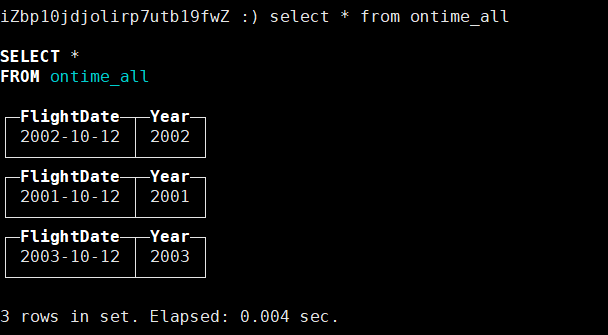 iZbp10jdjolirp7utb19fwZ :) select * from ontime_all
SELECT *
FROM ontime_all
FlightDate Year
2002-10-12 2002
FlightDate Year
2001-10-12 2001
FlightDate Year
2003-10-12 2003
3 rows in set. Elapsed: 0.004 sec.